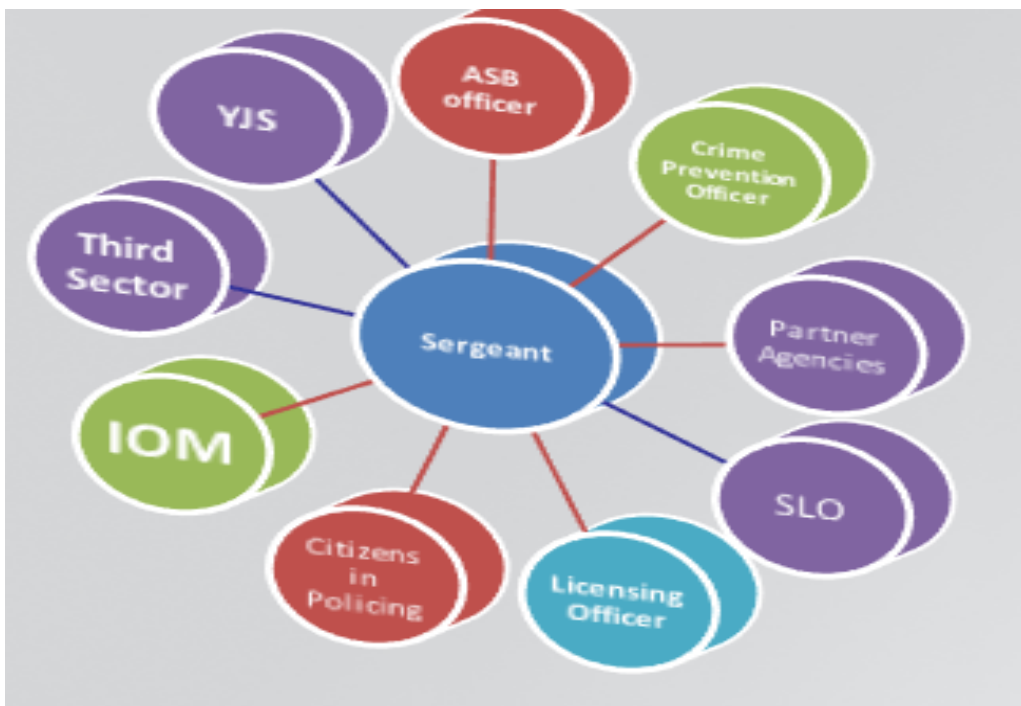 ASB
officer
YJS
Crime
Prevention
Officer
Third
Sector
Sergeant
Partner
Agencies
IOM
SLO
Citizens
in
Policing
Licensing
Officer